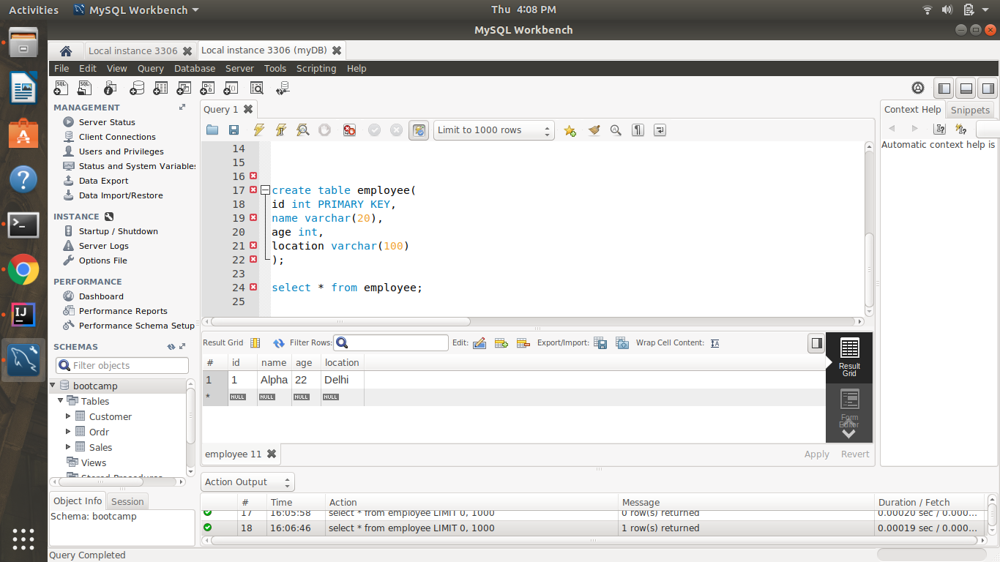 Activities MySQL Workbench Thu 4:08 PM
MySQL Workbench
Local instance 3306 Local instance 3306 (myDB)
File Edit View Query Database Server Tools Scripting Help
MANAGEMENT
Server Status
Client Connections
Users and Privileges
Status and System Variables
Data Export
Data Import/Restore
INSTANCE
Startup / Shutdown
Server Logs
Options File
PERFORMANCE
Dashboard
Performance Reports
Performance Schema Setup
SCHEMAS
Filter objects
bootcamp
Tables
Customer
Ordr
Sales
Views
Stored Procedures
Object Info Session
Schema: bootcamp
Query 1
Limit to 1000 rows
14
15
16
17 create table employee(
18 id int PRIMARY KEY,
19 name varchar(20),
20 age int,
21 location varchar(100)
22 );
23
24 select * from employee;
25
Result Grid Filter Rows: Edit: Export/Import: Wrap Cell Content:
# id name age location
1 1 Alpha 22 Delhi
* NULL NULL NULL NULL
Result
Grid
Form
Editor
employee 11 Apply Revert
Context Help Snippets
Automatic context help is
Action Output
# Time Action Message Duration / Fetch
17 16:05:58 select * from employee LIMIT 0, 1000 0 row(s) returned 0.00020 sec / 0.000...
18 16:06:46 select * from employee LIMIT 0, 1000 1 row(s) returned 0.00019 sec / 0.000...
Query Completed